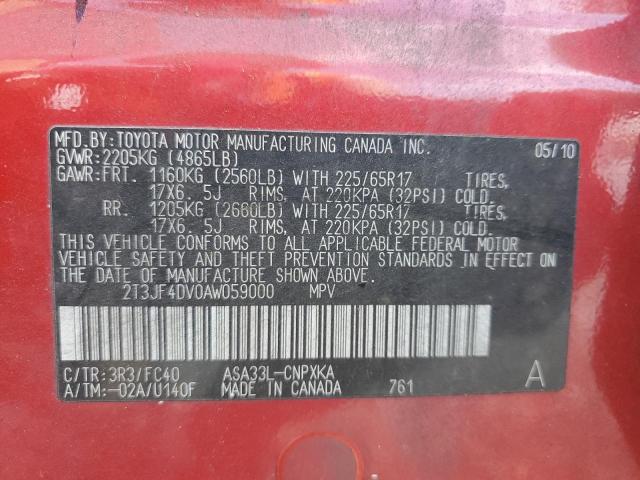 MFD.BY:TOYOTA MOTOR MANUFACTURING CANADA INC. 05/10
GVWR:2205KG (4865LB)
GAWR:FRT. 1160KG (2560LB) WITH 225/65R17 TIRES,
17X6. 5J RIMS, AT 220KPA (32PSI) COLD.
RR. 1205KG (2660LB) WITH 225/65R17 TIRES,
17X6. 5J RIMS, AT 220KPA (32PSI) COLD.
THIS VEHICLE CONFORMS TO ALL APPLICABLE FEDERAL MOTOR
VEHICLE SAFETY AND THEFT PREVENTION STANDARDS IN EFFECT ON
THE DATE OF MANUFACTURE SHOWN ABOVE.
2T3JF4DV0AW059000 MPV
C/TR:3R3/FC40 ASA33L-CNPXKA A
A/TM:-02A/U140F MADE IN CANADA 761